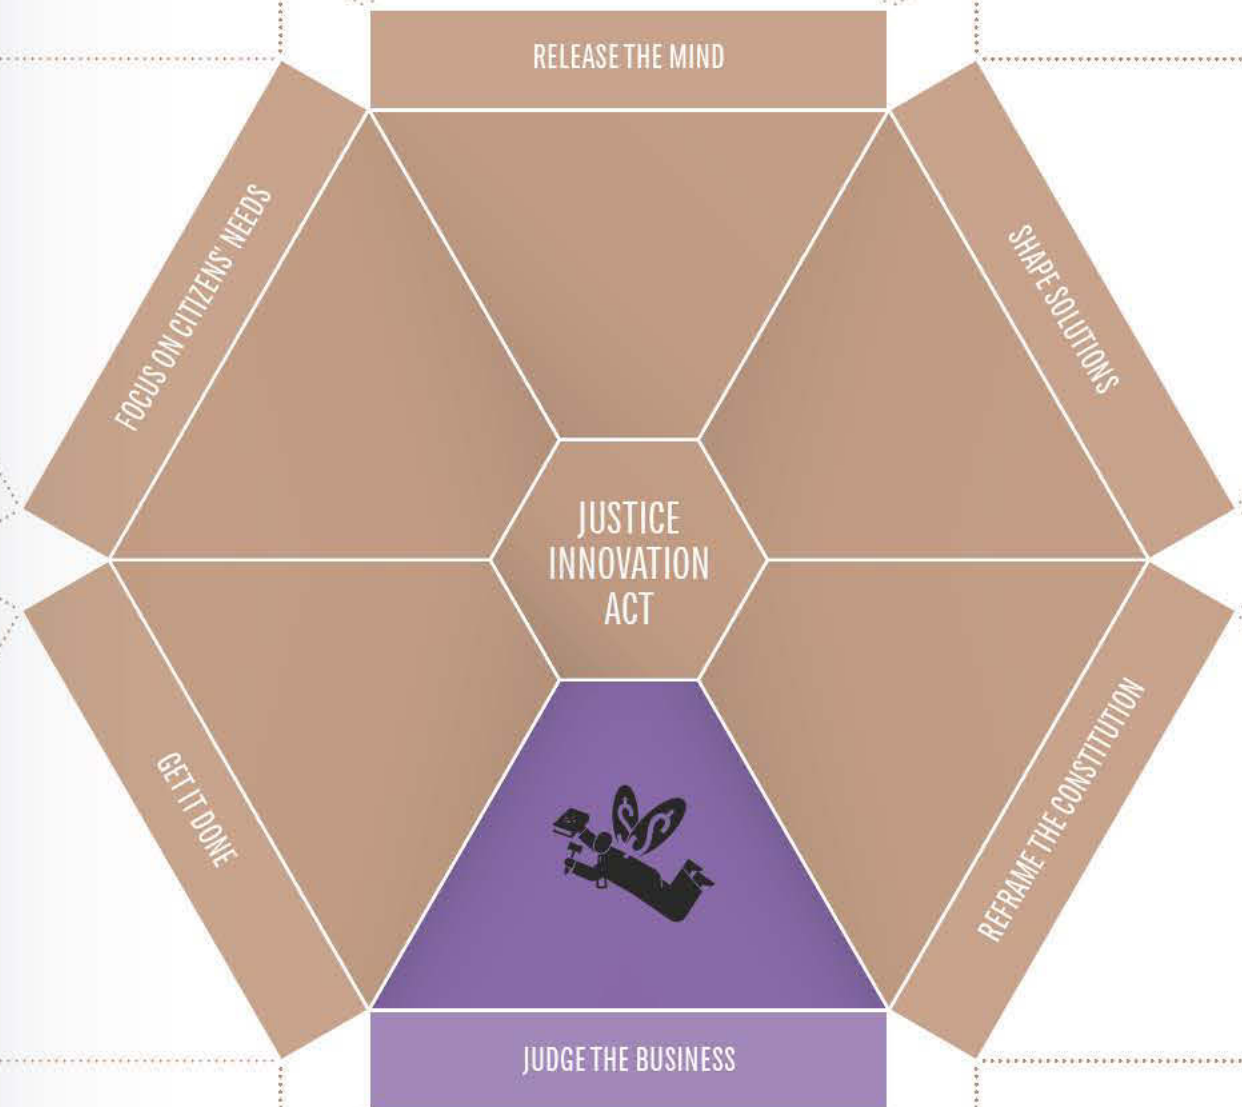 RELEASE THE MIND
FOCUS ON CITIZENS' NEEDS
SHAPE SOLUTIONS
JUSTICE
INNOVATION
ACT
GET IT DONE
REFRAME THE CONSTITUTION
JUDGE THE BUSINESS